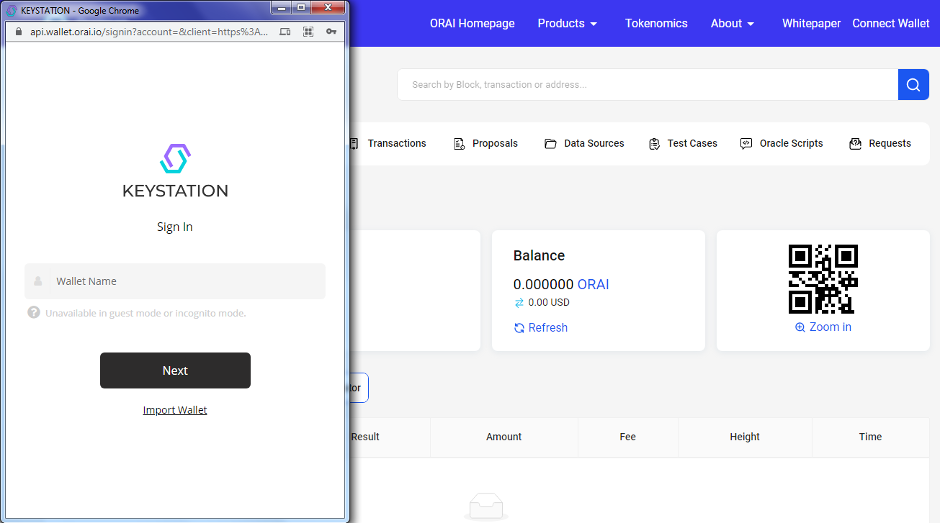 KEYSTATION - Google Chrome
api.wallet.orai.io/signin?account=&client=https%3A...
KEYSTATION
Sign In
Wallet Name
Unavailable in guest mode or incognito mode.
Next
Import Wallet
ORAI Homepage Products Tokenomics About Whitepaper Connect Wallet
Search by Block, transaction or address...
Transactions Proposals Data Sources Test Cases Oracle Scripts Requests
Balance
0.000000 ORAI
0.00 USD
Refresh
Zoom in
Result Amount Fee Height Time